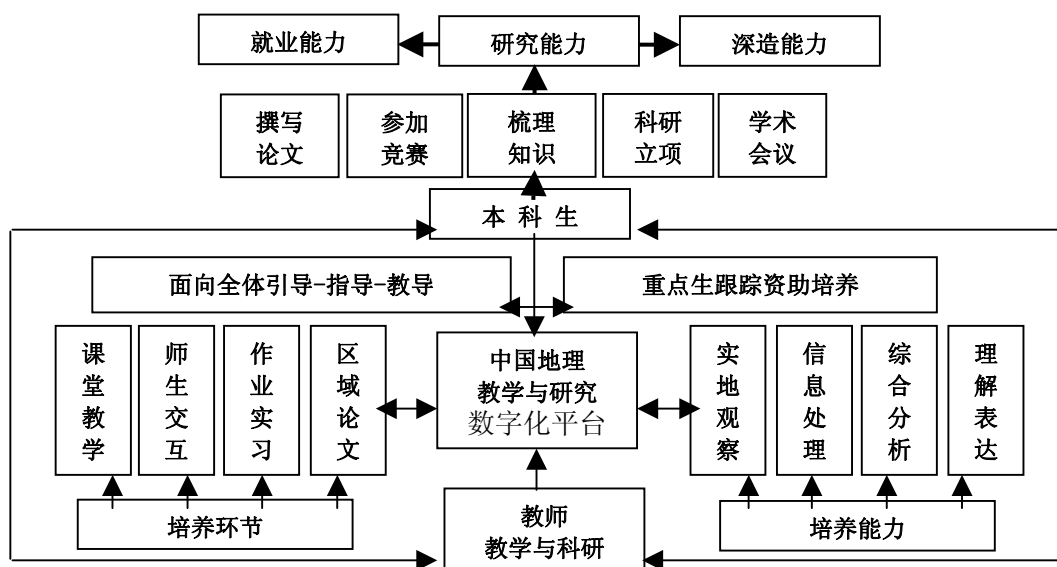 就业能力
研究能力
深造能力
撰写
论文
参加
竞赛
梳理
知识
科研
立项
学术
会议
本 科 生
面向全体引导-指导-教导
重点生跟踪资助培养
课堂教学
师生交互
作业实习
区域论文
中国地理
教学与研究
数字化平台
实地观察
信息处理
综合分析
理解表达
培养环节
教师
教学与科研
培养能力